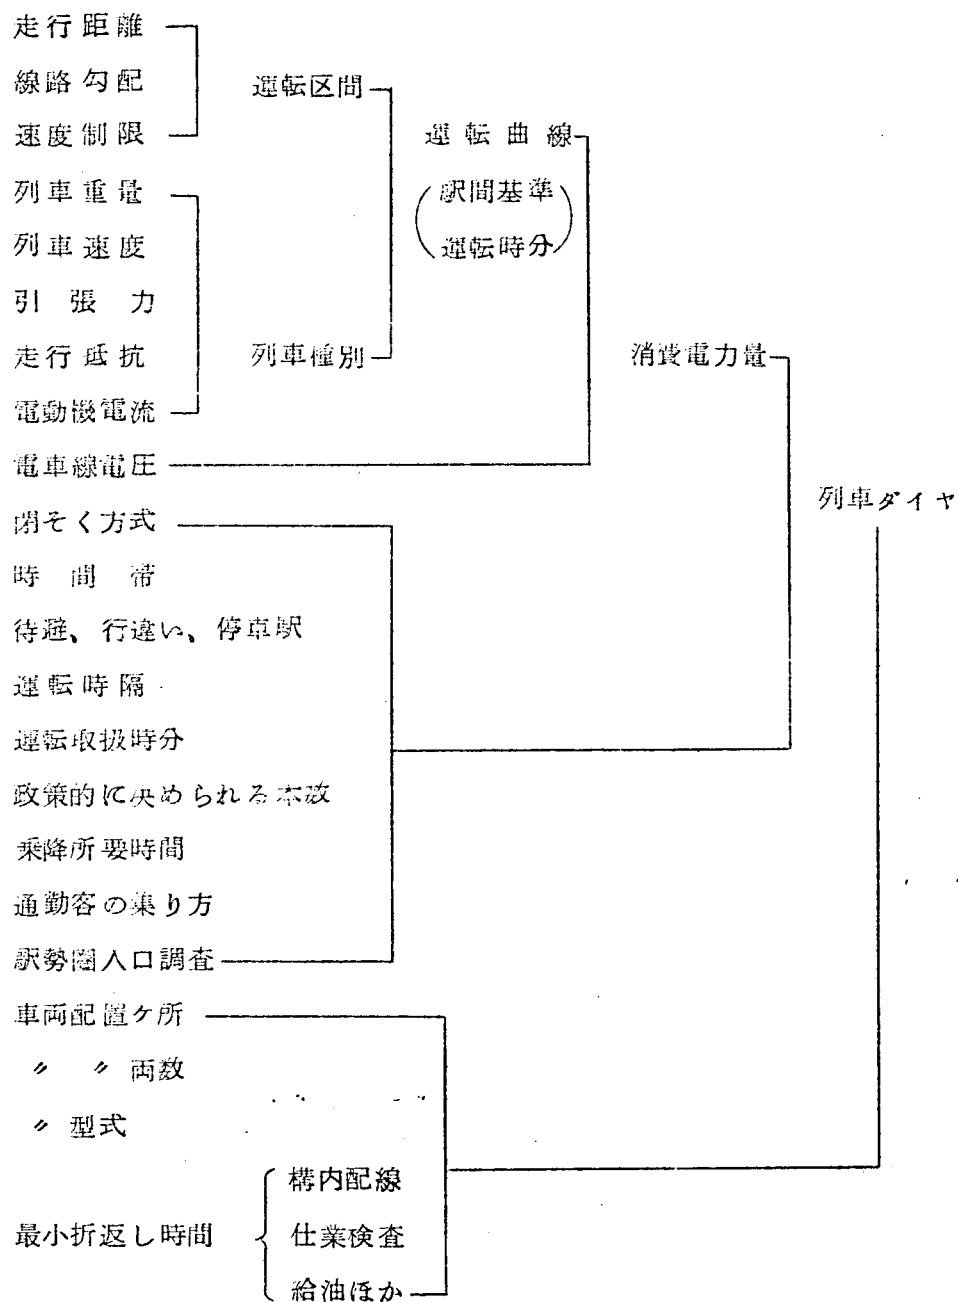 走行距離
線路勾配
運転区間
速度制限
運転曲線
列車重量
(駅間基準
運転時分)
列車速度
引張力
走行抵抗
列車種別
消費電力量
電動機電流
電車線電圧
列車ダイヤ
閉そく方式
時間帯
待避、行違い、停車駅
運転時隔
運転取扱時分
政策的に決められる本数
乗降所要時間
通勤客の集り方
駅勢圏人口調査
車両配置ケ所
〃 〃 両数
〃 型式
構内配線
最小折返し時間
仕業検査
給油ほか